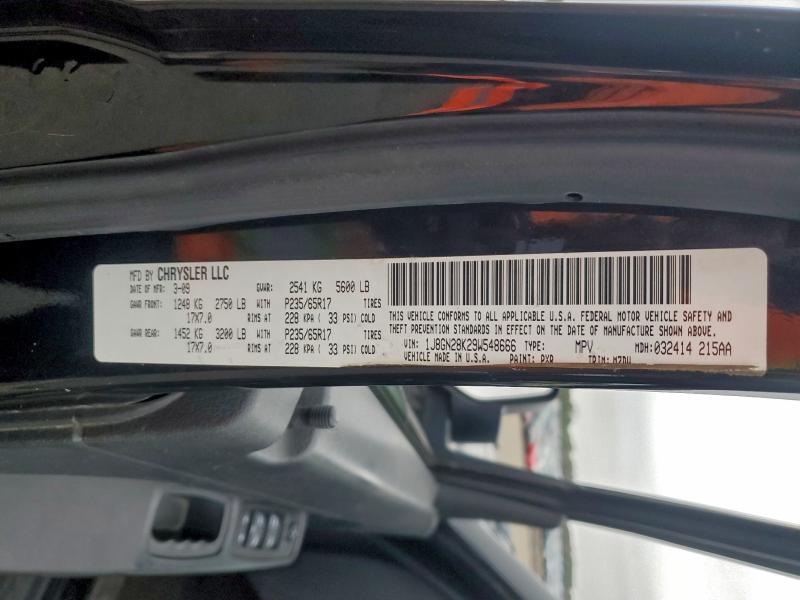 MFD BY CHRYSLER LLC
DATE OF MFR: 3-09 GVWR: 2541 KG 5600 LB
GAWR FRONT: 1248 KG 2750 LB WITH P235/65R17 TIRES
17X7.0 RIMS AT 228 KPA ( 33 PSI) COLD
GAWR REAR: 1452 KG 3200 LB WITH P235/65R17 TIRES
17X7.0 RIMS AT 228 KPA ( 33 PSI) COLD
THIS VEHICLE CONFORMS TO ALL APPLICABLE U.S.A. FEDERAL MOTOR VEHICLE SAFETY AND
THEFT PREVENTION STANDARDS IN EFFECT ON THE DATE OF MANUFACTURE SHOWN ABOVE.
VIN: 1J8GN28K29W548666 TYPE: MPV MDH: 032414 215AA
VEHICLE MADE IN U.S.A. PAINT: PXR TRIM: MZDV